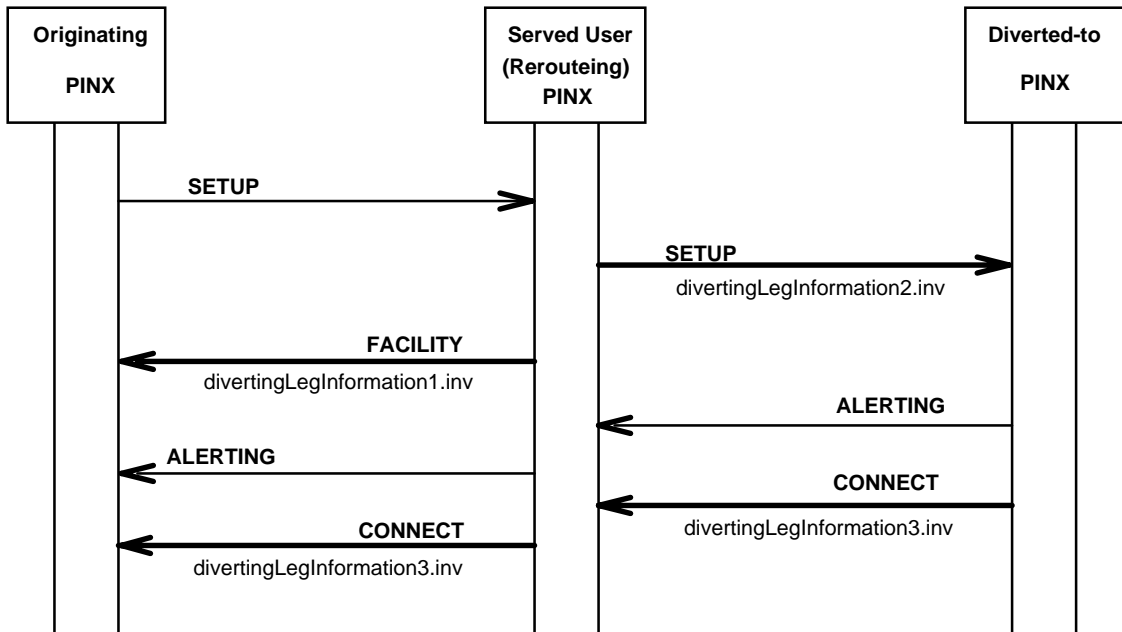 Originating
PINX
Served User
(Rerouteing)
PINX
Diverted-to
PINX
SETUP
SETUP
divertingLegInformation2.inv
FACILITY
divertingLegInformation1.inv
ALERTING
ALERTING
CONNECT
divertingLegInformation3.inv
CONNECT
divertingLegInformation3.inv